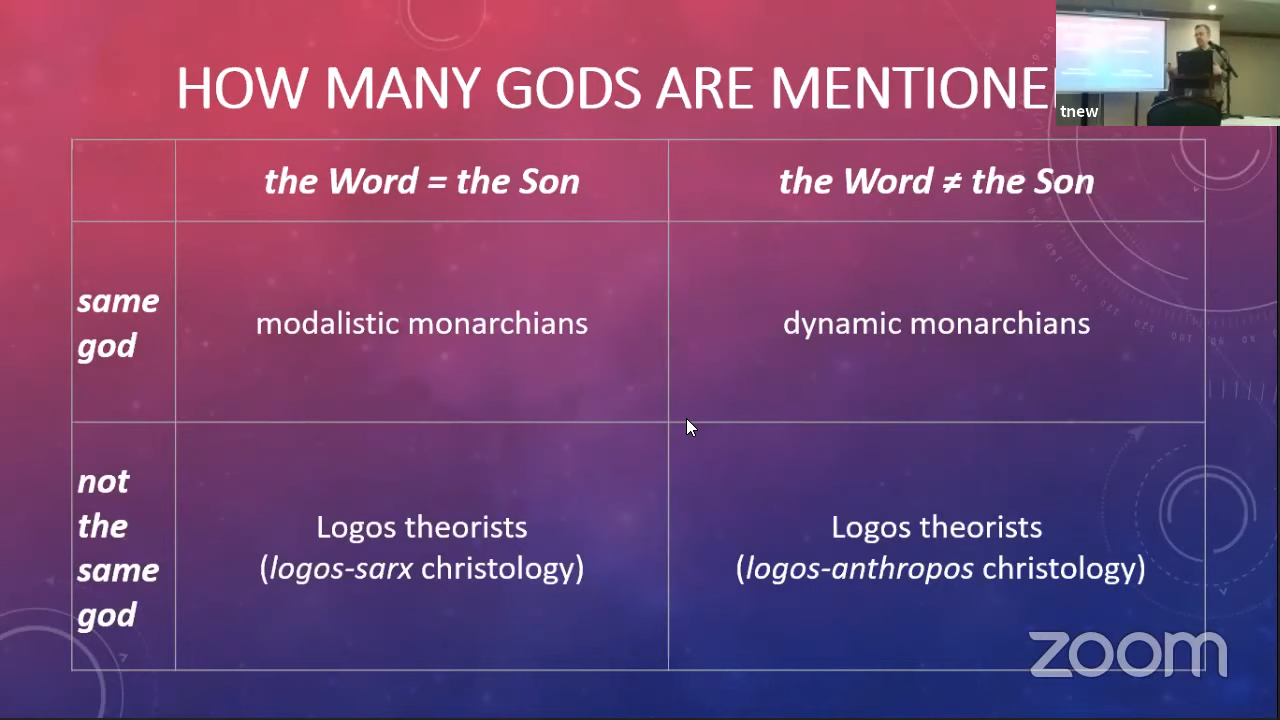 HOW MANY GODS ARE MENTIONE
tnew
the Word = the Son
the Word ≠ the Son
same
god
modalistic monarchians
dynamic monarchians
not
the
same
god
Logos theorists
(logos-sarx christology)
Logos theorists
(logos-anthropos christology)
zoom